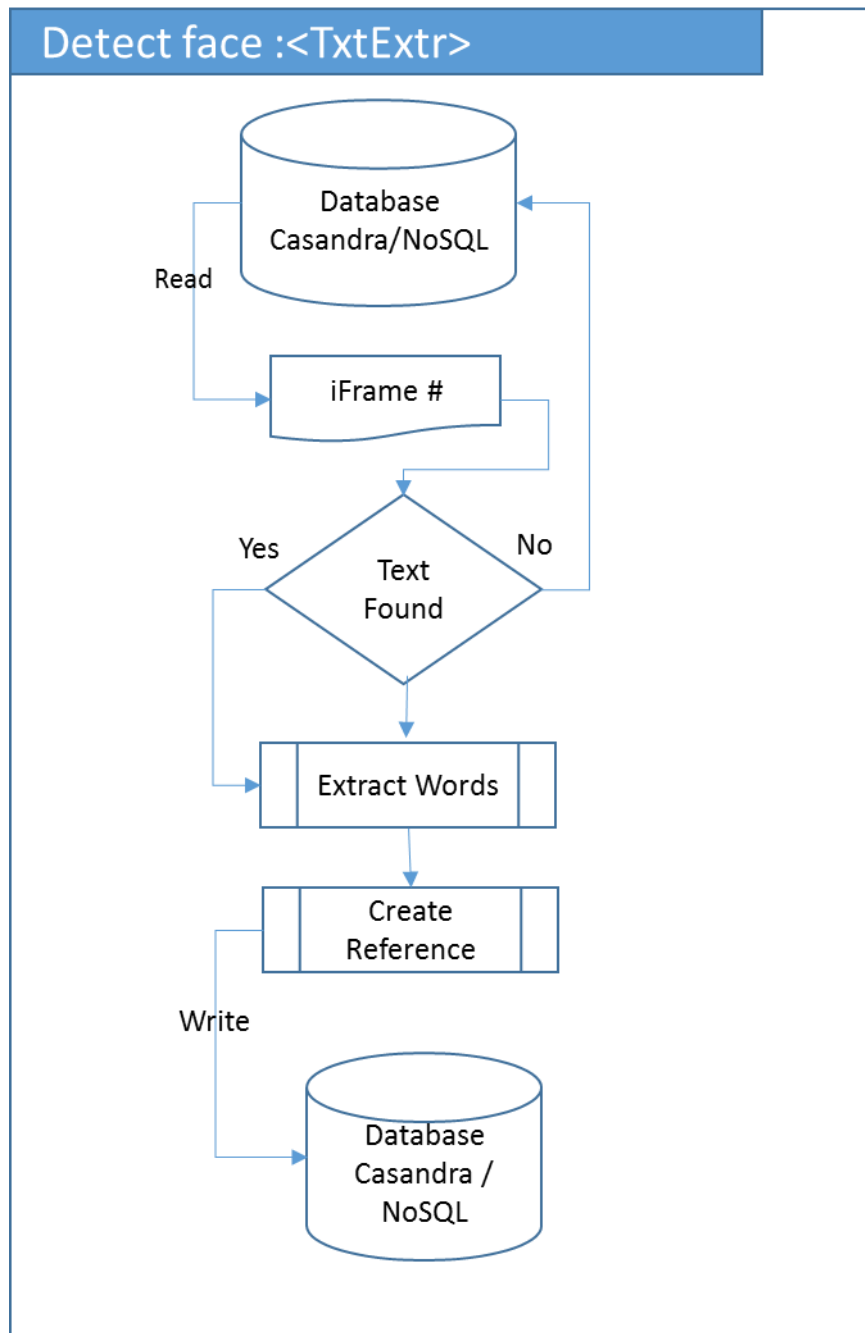 Detect face :<TxtExtr>
Database
Casandra/NoSQL
Read
iFrame #
Yes
No
Text
Found
Extract Words
Create
Reference
Write
Database
Casandra /
NoSQL